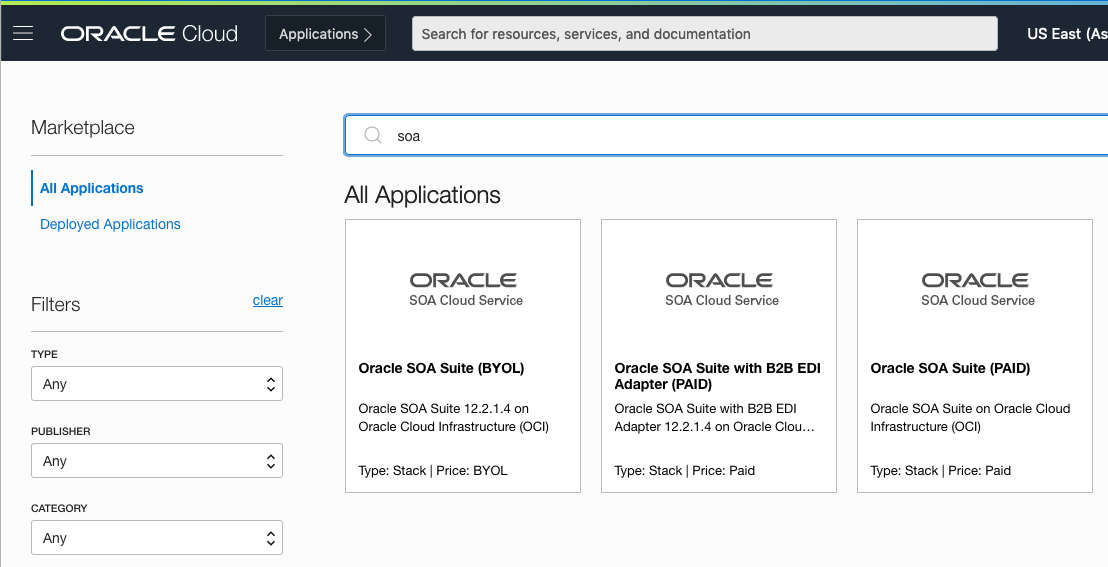 ORACLE Cloud
Applications
Search for resources, services, and documentation
US East (As
Marketplace
All Applications
Deployed Applications
Filters
clear
TYPE
Any
PUBLISHER
Any
CATEGORY
Any
soa
All Applications
ORACLE
SOA Cloud Service
Oracle SOA Suite (BYOL)
Oracle SOA Suite 12.2.1.4 on
Oracle Cloud Infrastructure (OCI)
Type: Stack | Price: BYOL
ORACLE
SOA Cloud Service
Oracle SOA Suite with B2B EDI
Adapter (PAID)
Oracle SOA Suite with B2B EDI
Adapter 12.2.1.4 on Oracle Clou...
Type: Stack | Price: Paid
ORACLE
SOA Cloud Service
Oracle SOA Suite (PAID)
Oracle SOA Suite on Oracle Cloud
Infrastructure (OCI)
Type: Stack | Price: Paid